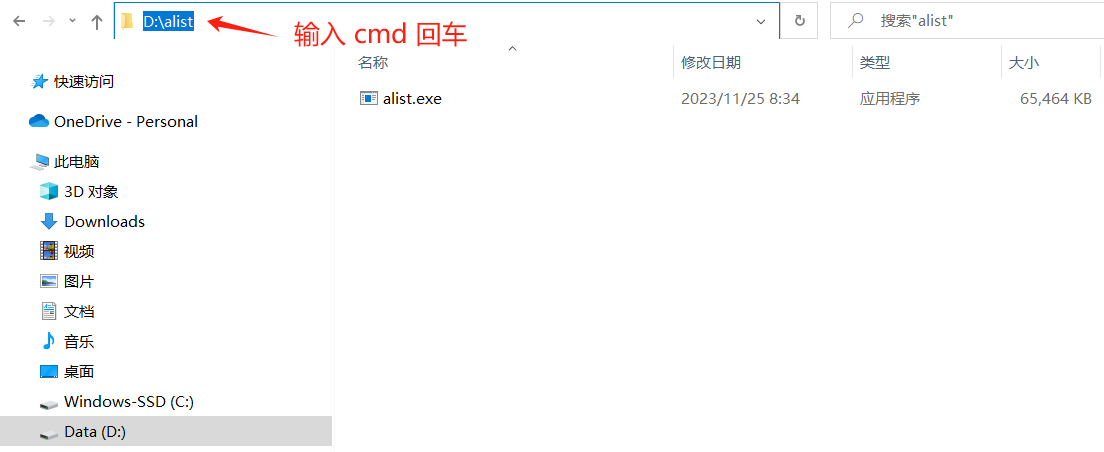 D:\alist
输入 cmd 回车
搜索"alist"
名称
修改日期
类型
大小
快速访问
alist.exe
2023/11/25 8:34
应用程序
65,464 KB
OneDrive - Personal
此电脑
3D 对象
Downloads
视频
图片
文档
音乐
桌面
Windows-SSD (C:)
Data (D:)